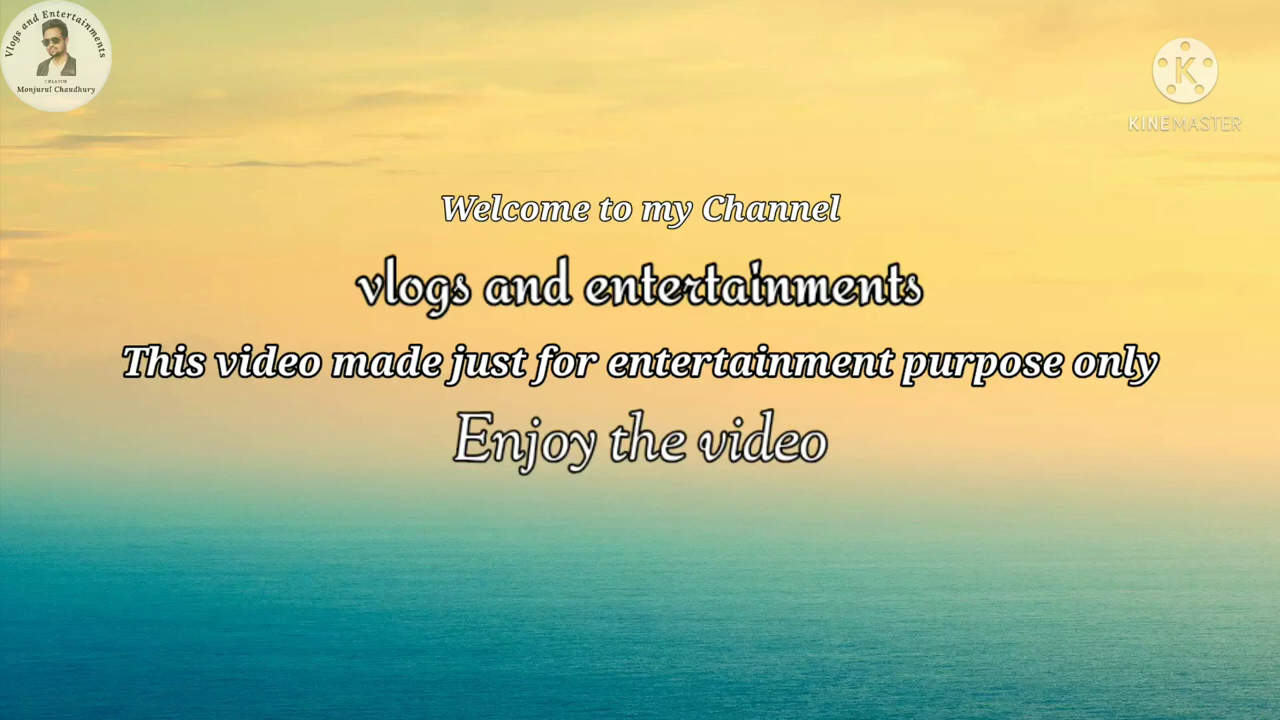 Vlogs and Entertainments
Monjurul Chaudhury
K
KINEMASTER
Welcome to my Channel
vlogs and entertainments
This video made just for entertainment purpose only
Enjoy the video